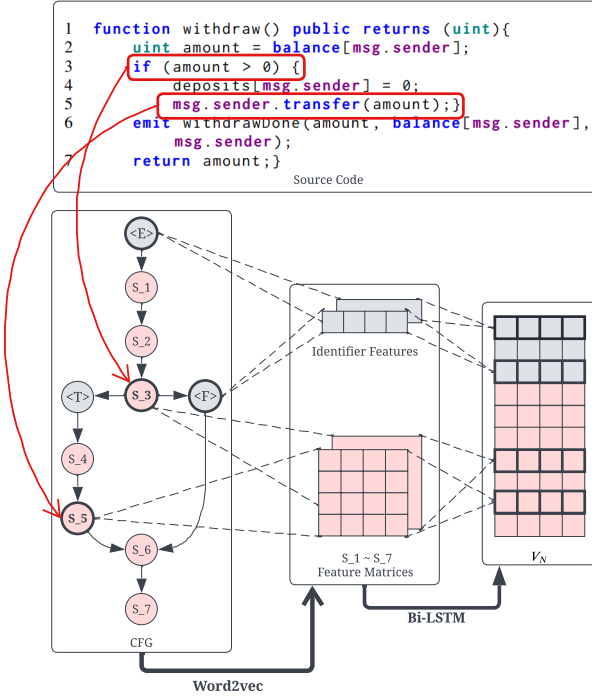 1 function withdraw() public returns (uint){
2 uint amount = balance[msg.sender];
3 if (amount > 0) {
4 deposits[msg.sender] = 0;
5 msg.sender.transfer(amount);}
6 emit withdrawDone(amount, balance[msg.sender],
msg.sender);
7 return amount;}
Source Code
<E>
S_1
S_2
<T>
S_3
<F>
S_4
S_5
S_6
S_7
CFG
Identifier Features
S_1 ~ S_7
Feature Matrices
V_N
Word2vec
Bi-LSTM